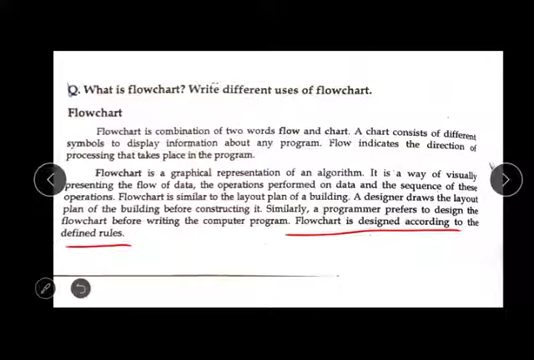 Q. What is flowchart? Write different uses of flowchart.
Flowchart
Flowchart is combination of two words flow and chart. A chart consists of different
symbols to display information about any program. Flow indicates the direction of
processing that takes place in the program.
Flowchart is a graphical representation of an algorithm. It is a way of visually
presenting the flow of data, the operations performed on data and the sequence of these
operations. Flowchart is similar to the layout plan of a building. A designer draws the layout
plan of the building before constructing it. Similarly, a programmer prefers to design the
flowchart before writing the computer program. Flowchart is designed according to the
defined rules.